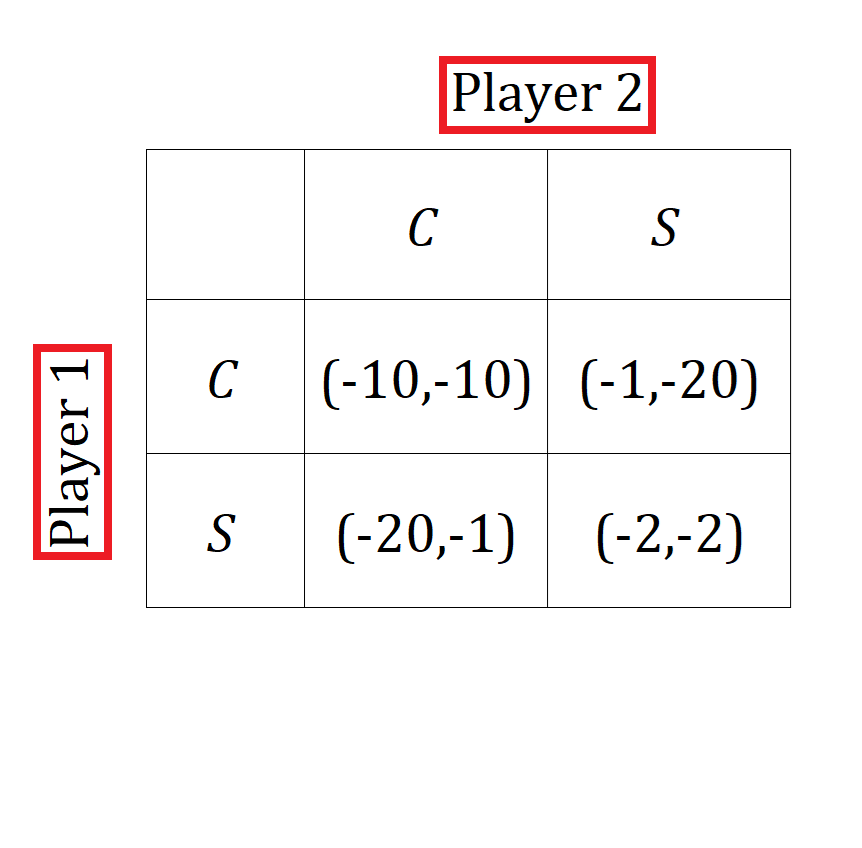 Player 2
C S
Player 1
C (-10,-10) (-1,-20)
S (-20,-1) (-2,-2)